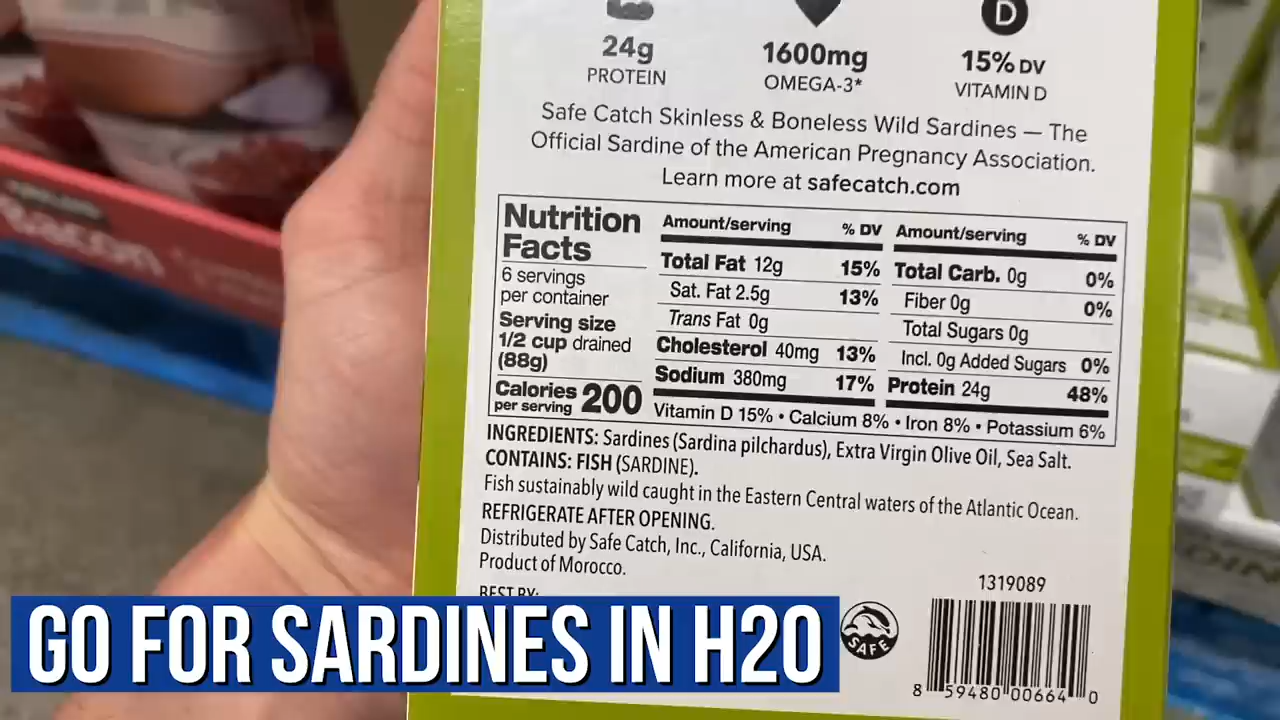 D
24g
PROTEIN
1600mg
OMEGA-3*
15% DV
VITAMIN D
Safe Catch Skinless & Boneless Wild Sardines — The
Official Sardine of the American Pregnancy Association.
Learn more at safecatch.com
Nutrition
Facts
6 servings
per container
Serving size
1/2 cup drained
(88g)
Calories
per serving 200
Amount/serving % DV
Total Fat 12g 15%
Sat. Fat 2.5g 13%
Trans Fat 0g
Cholesterol 40mg 13%
Sodium 380mg 17%
Amount/serving % DV
Total Carb. 0g 0%
Fiber 0g 0%
Total Sugars 0g
Incl. 0g Added Sugars 0%
Protein 24g 48%
Vitamin D 15% • Calcium 8% • Iron 8% • Potassium 6%
INGREDIENTS: Sardines (Sardina pilchardus), Extra Virgin Olive Oil, Sea Salt.
CONTAINS: FISH (SARDINE).
Fish sustainably wild caught in the Eastern Central waters of the Atlantic Ocean.
REFRIGERATE AFTER OPENING.
Distributed by Safe Catch, Inc., California, USA.
Product of Morocco.
BEST BY:
1319089
SAFE
8 59480 00664 0
bacon
GO FOR SARDINES IN H20